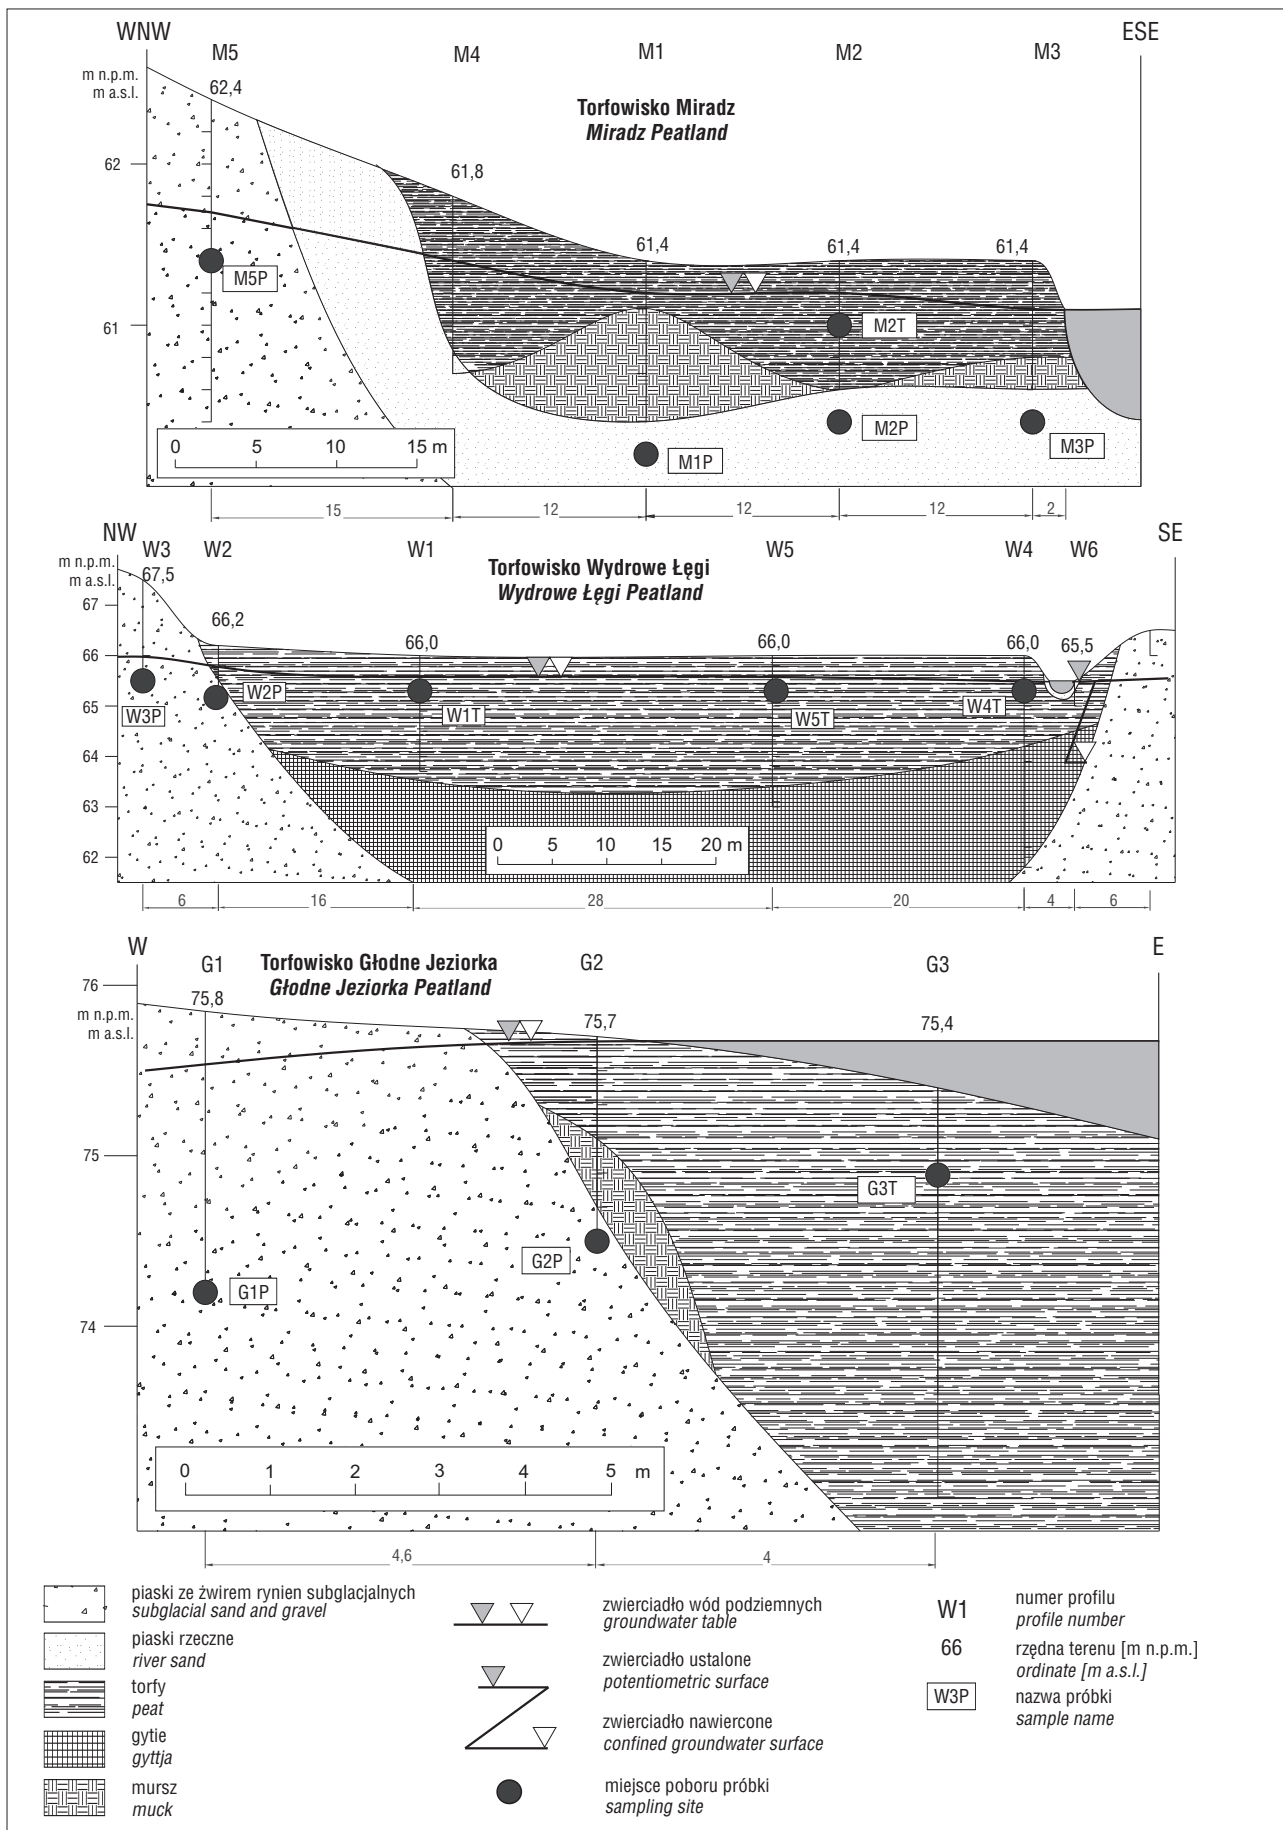 WNW
ESE
M5
M4
M1
M2
M3
m n.p.m.
m a.s.l.
62,4
Torfowisko Miradz
Miradz Peatland
62
61,8
61,4
61,4
61,4
M5P
61
M2T
M2P
M3P
M1P
0 5 10 15 m
15
12
12
12
2
NW
SE
W3
W2
W1
W5
W4
W6
m n.p.m.
m a.s.l.
67,5
Torfowisko Wydrowe Łęgi
Wydrowe Łęgi Peatland
67
66,2
66,0
66,0
66,0
65,5
66
W2P
W3P
W1T
W5T
W4T
65
64
63
62
0 5 10 15 20 m
6
16
28
20
4
6
W
E
G1
Torfowisko Głodne Jeziorka
Głodne Jeziorka Peatland
G2
G3
76
75,8
m n.p.m.
m a.s.l.
75,7
75,4
75
G3T
G2P
G1P
74
0 1 2 3 4 5 m
4,6
4
piaski ze żwirem rynien subglacjalnych
subglacial sand and gravel
piaski rzeczne
river sand
torfy
peat
gytie
gyttja
mursz
muck
zwierciadło wód podziemnych
groundwater table
zwierciadło ustalone
potentiometric surface
zwierciadło nawiercone
confined groundwater surface
miejsce poboru próbki
sampling site
W1
numer profilu
profile number
66
rzędna terenu [m n.p.m.]
ordinate [m a.s.l.]
W3P
nazwa próbki
sample name